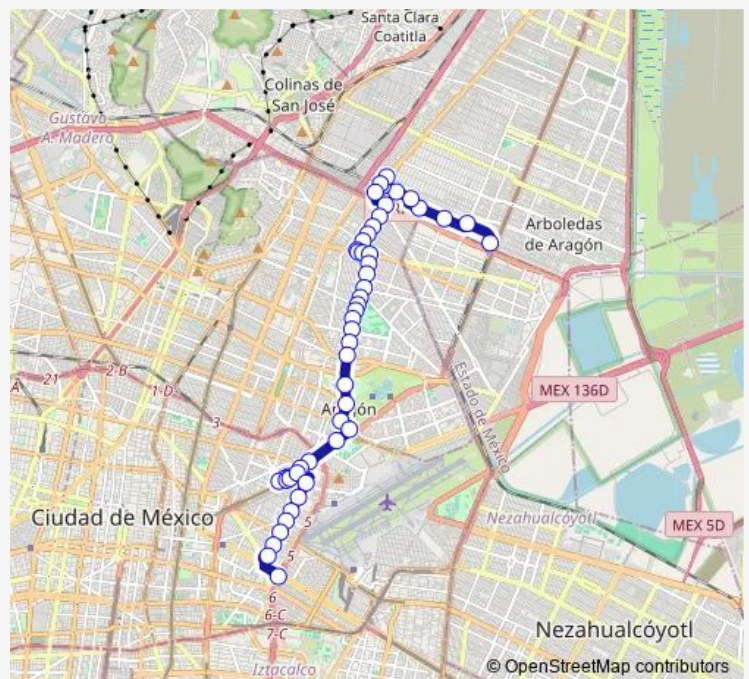 Santa Clara
Coatitla
Colinas de
San José
Gustavo
A. Madero
Arboledas
de Aragón
Estado de México
MEX 136D
21
2-B
1-D
3
A
Ciudad de México
5
Nezahualcóyotl
MEX 5D
5
6
6-C
7-C
Nezahualcóyotl
Iztacalco
© OpenStreetMap contributors